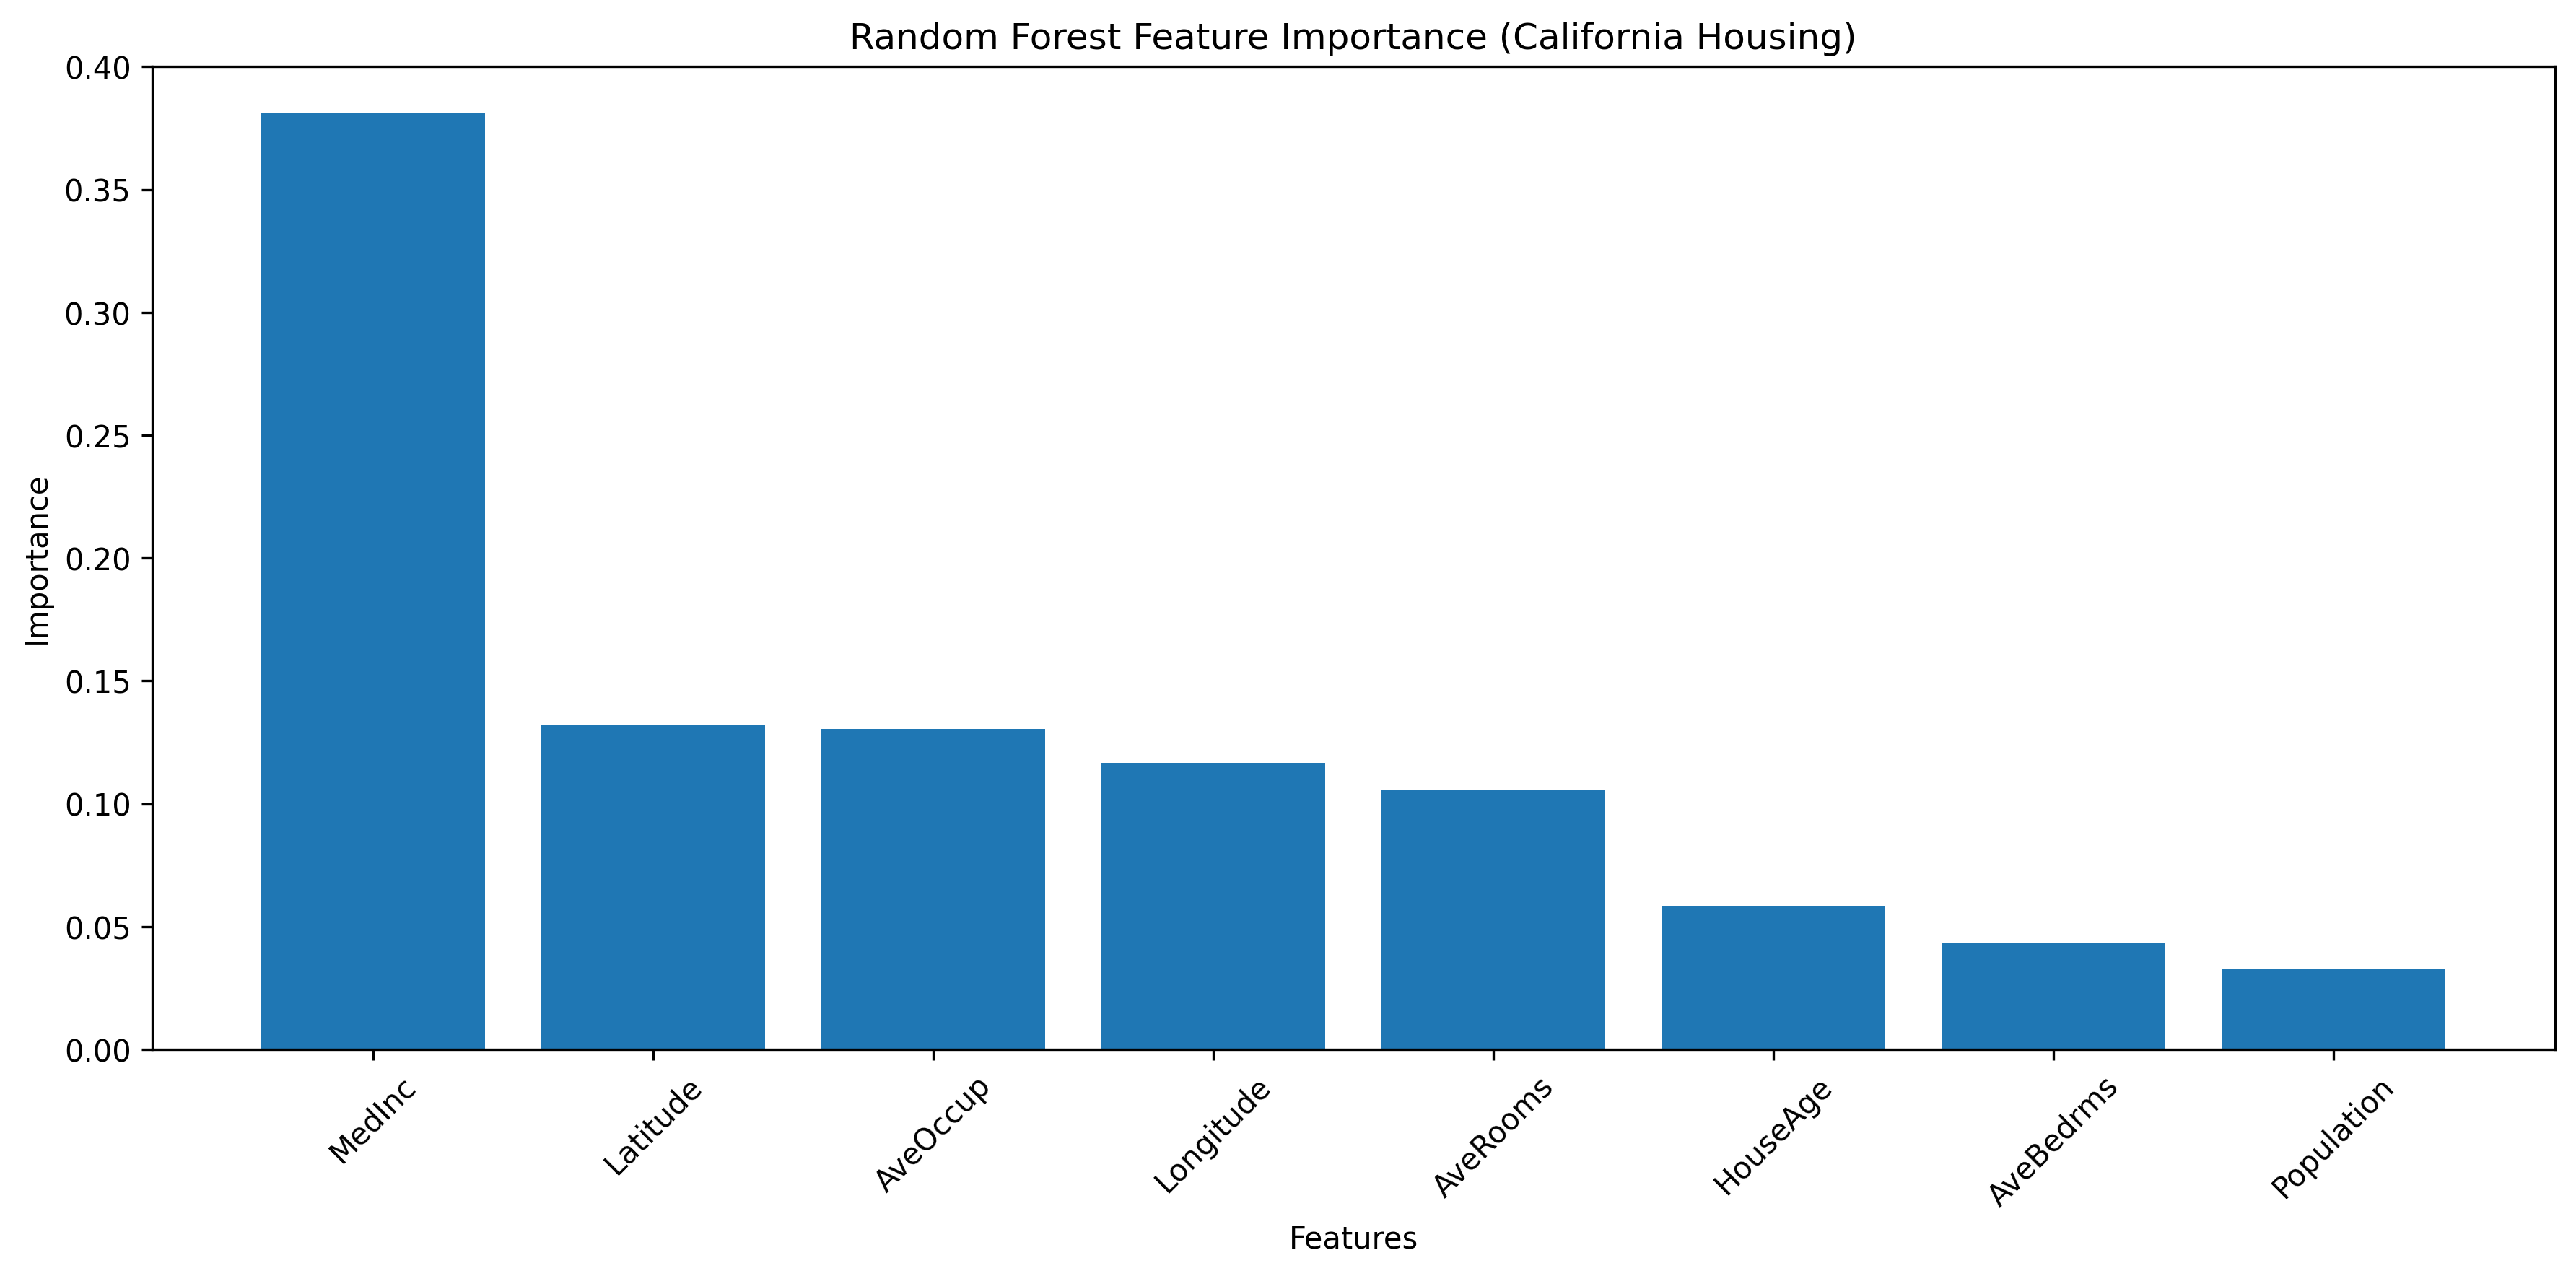 Random Forest Feature Importance (California Housing)
0.40
0.35
0.30
0.25
0.20
0.15
0.10
0.05
0.00
Importance
MedInc
Latitude
AveOccup
Longitude
AveRooms
HouseAge
AveBedrms
Population
Features